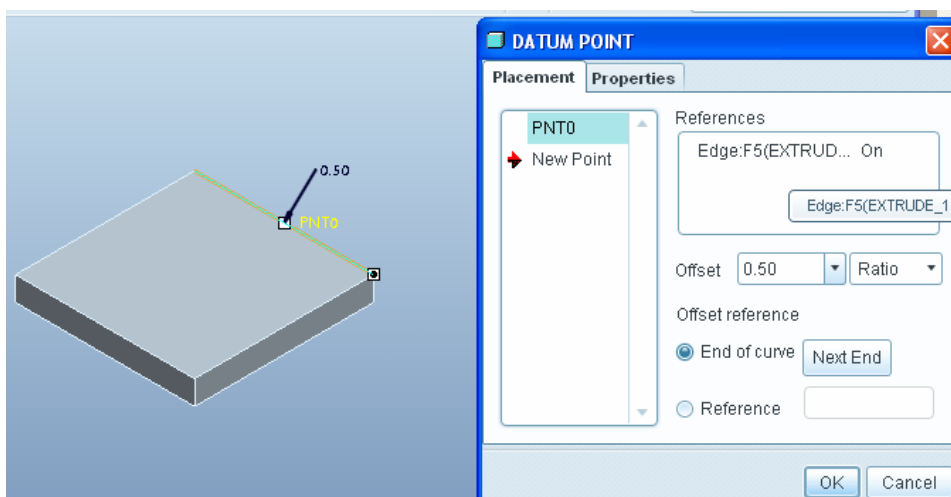 0.50
PNT0
DATUM POINT
Placement Properties
PNT0
New Point
References
Edge:F5(EXTRUD... On
Edge:F5(EXTRUDE_1
Offset 0.50 Ratio
Offset reference
End of curve Next End
Reference
OK Cancel